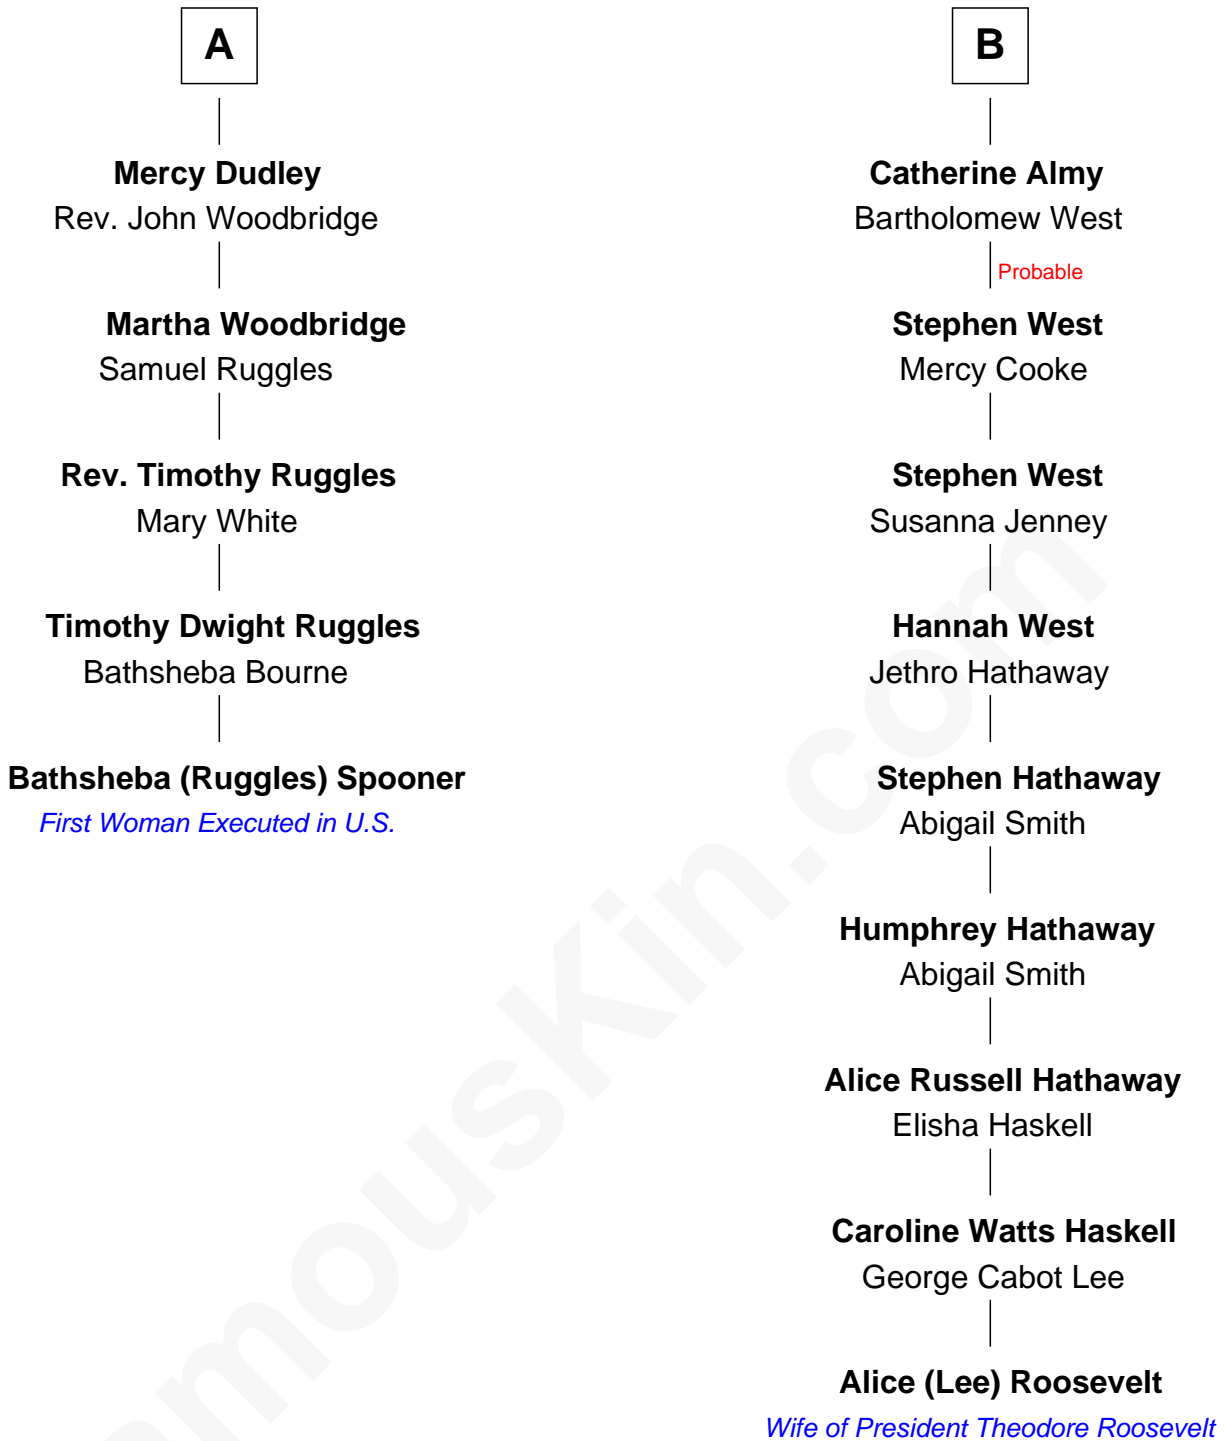 A
Mercy Dudley
Rev. John Woodbridge
Martha Woodbridge
Samuel Ruggles
Rev. Timothy Ruggles
Mary White
Timothy Dwight Ruggles
Bathsheba Bourne
Bathsheba (Ruggles) Spooner
First Woman Executed in U.S.
B
Catherine Almy
Bartholomew West
Probable
Stephen West
Mercy Cooke
Stephen West
Susanna Jenney
Hannah West
Jethro Hathaway
Stephen Hathaway
Abigail Smith
Humphrey Hathaway
Abigail Smith
Alice Russell Hathaway
Elisha Haskell
Caroline Watts Haskell
George Cabot Lee
Alice (Lee) Roosevelt
Wife of President Theodore Roosevelt
amouskin.com